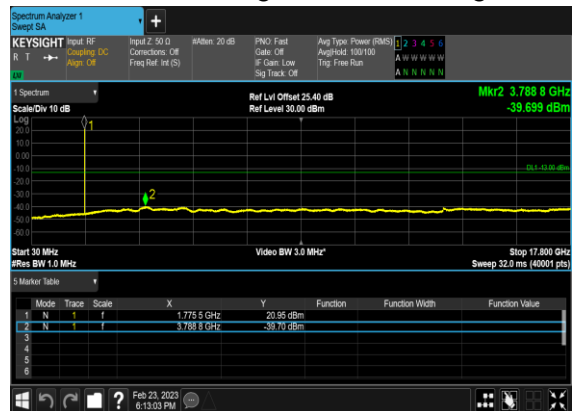 Spectrum Analyzer 1
Swept SA
+
KEYSIGHT Input: RF Input Z: 50 Ω #Atten: 20 dB PNO: Fast Avg Type: Power (RMS) 1 2 3 4 5 6
R T Coupling: DC Corrections: Off Gate: Off Avg|Hold: 100/100 A W W W W W
Align: Off Freq Ref: Int (S) IF Gain: Low Trig: Free Run
LW Sig Track: Off A N N N N N
1 Spectrum Ref Lvl Offset 25.40 dB Mkr2 3.788 8 GHz
Scale/Div 10 dB Ref Level 30.00 dBm -39.699 dBm
Log
20.0
10.0
0.00
-10.0
-20.0
-30.0
-40.0
-50.0
-60.0
1
DL1 -13.00 dBm
2
Start 30 MHz Video BW 3.0 MHz* Stop 17.800 GHz
#Res BW 1.0 MHz Sweep 32.0 ms (40001 pts)
5 Marker Table
Mode Trace Scale X Y Function Function Width Function Value
1 N 1 f 1.775 5 GHz 20.95 dBm
2 N 1 f 3.788 8 GHz -39.70 dBm
3
4
5
6
? Feb 23, 2023
6:13:03 PM